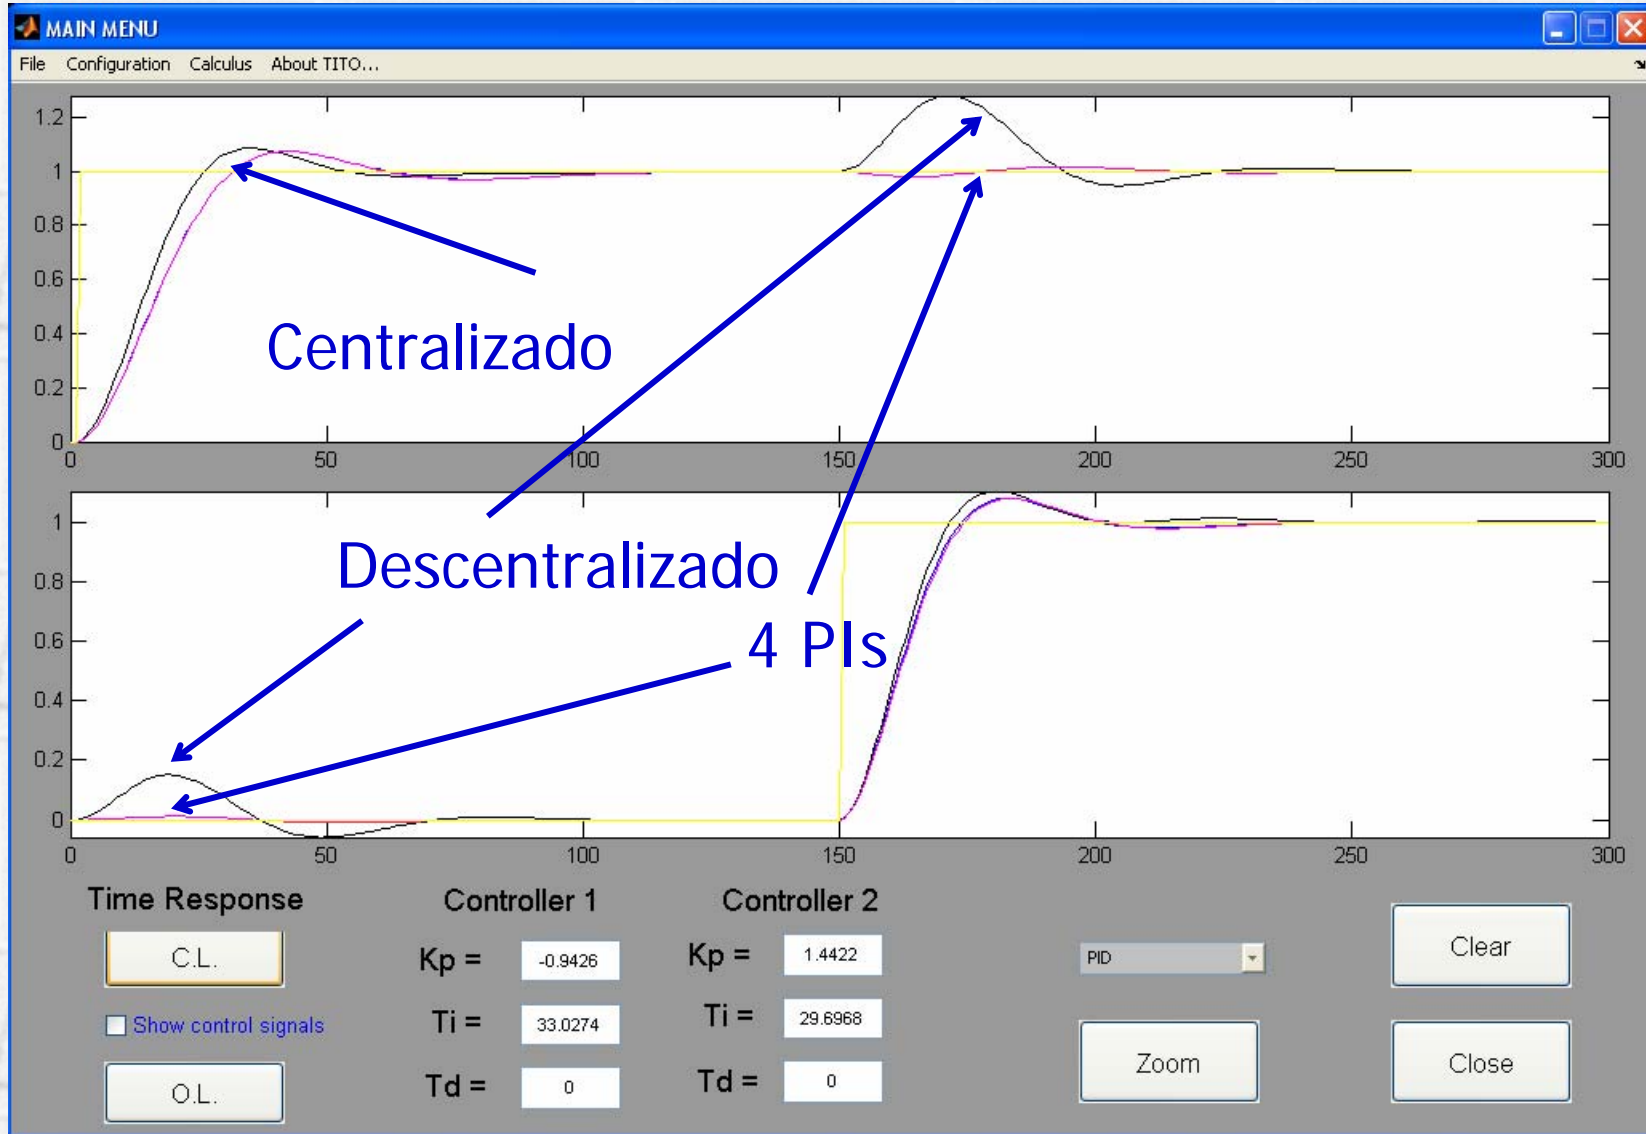 MAIN MENU
File Configuration Calculus About TITO...
1.2
1
0.8
0.6
0.4
0.2
0
0 50 100 150 200 250 300
Centralizado
1
0.8
0.6
0.4
0.2
0
0 50 100 150 200 250 300
Descentralizado
4 PIs
Time Response
C.L.
Show control signals
O.L.
Controller 1
Kp = -0.9426
Ti = 33.0274
Td = 0
Controller 2
Kp = 1.4422
Ti = 29.6968
Td = 0
PID
Zoom
Clear
Close